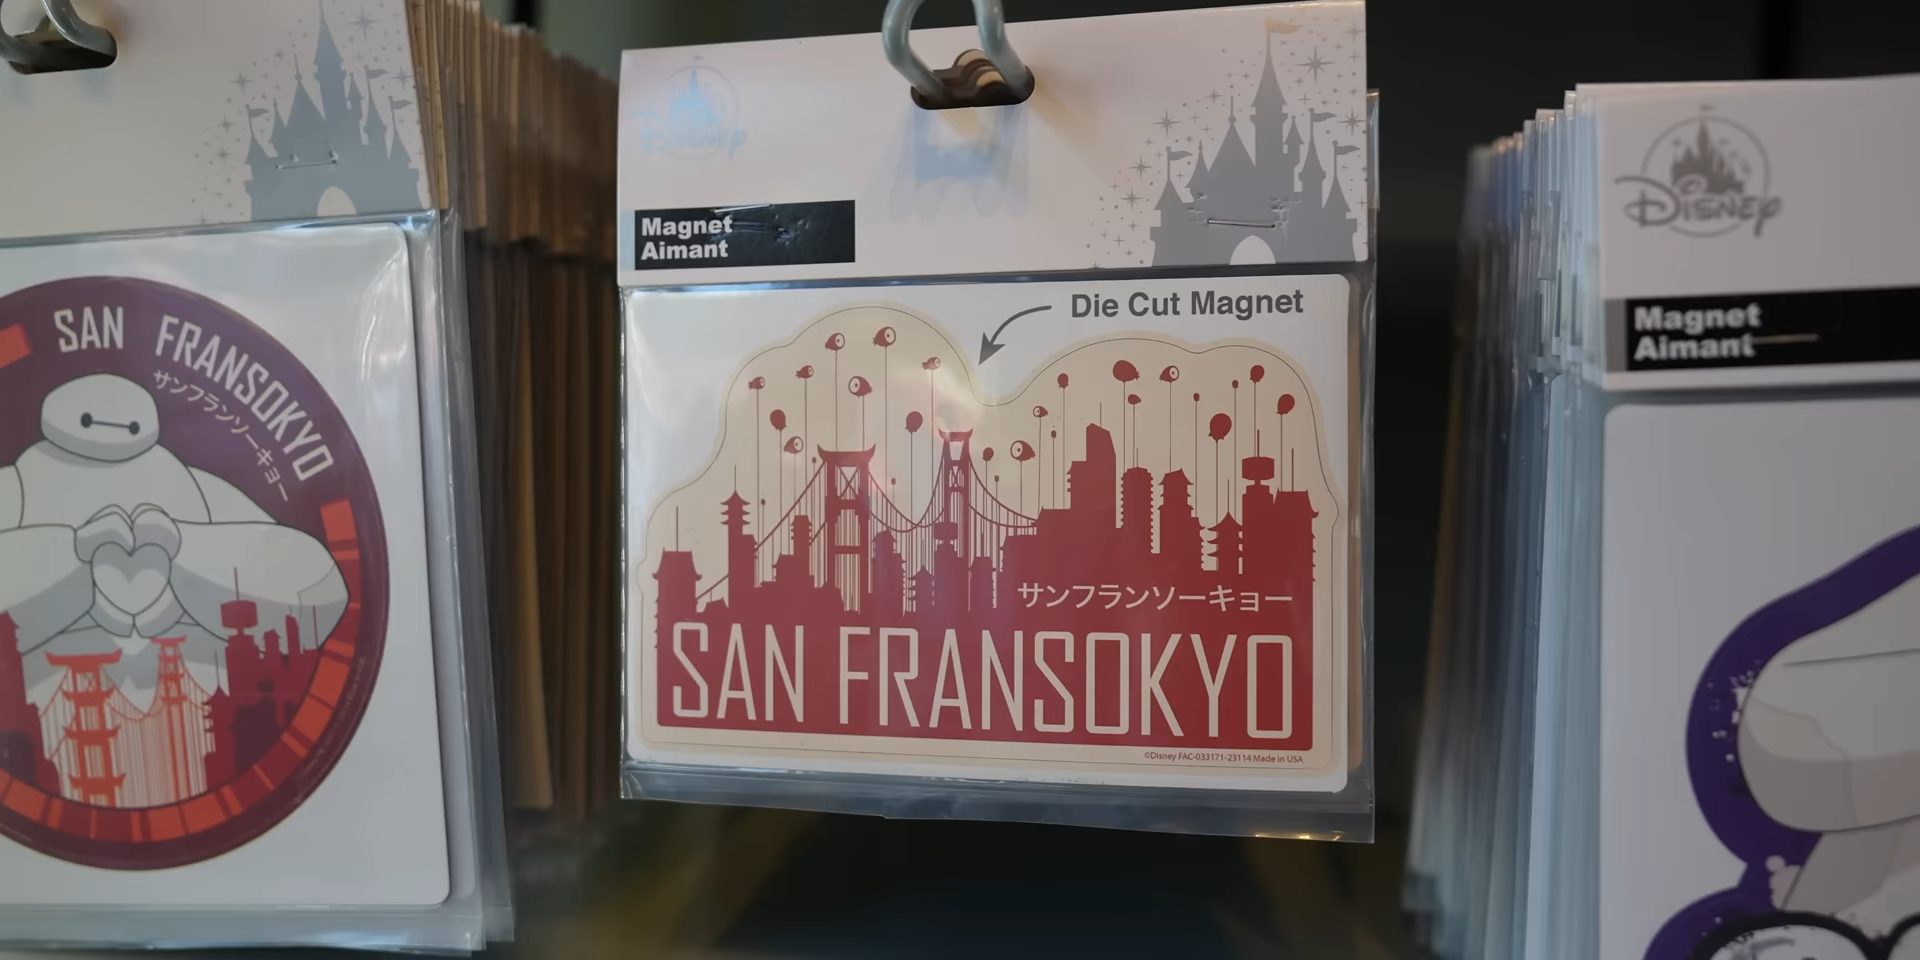 SAN FRANSOKYO
サンフランソーキョー
Disney
Magnet
Aimant
Die Cut Magnet
サンフランソーキョー
SAN FRANSOKYO
©Disney FAC-033171-23114 Made in USA
Disney
Magnet
Aimant